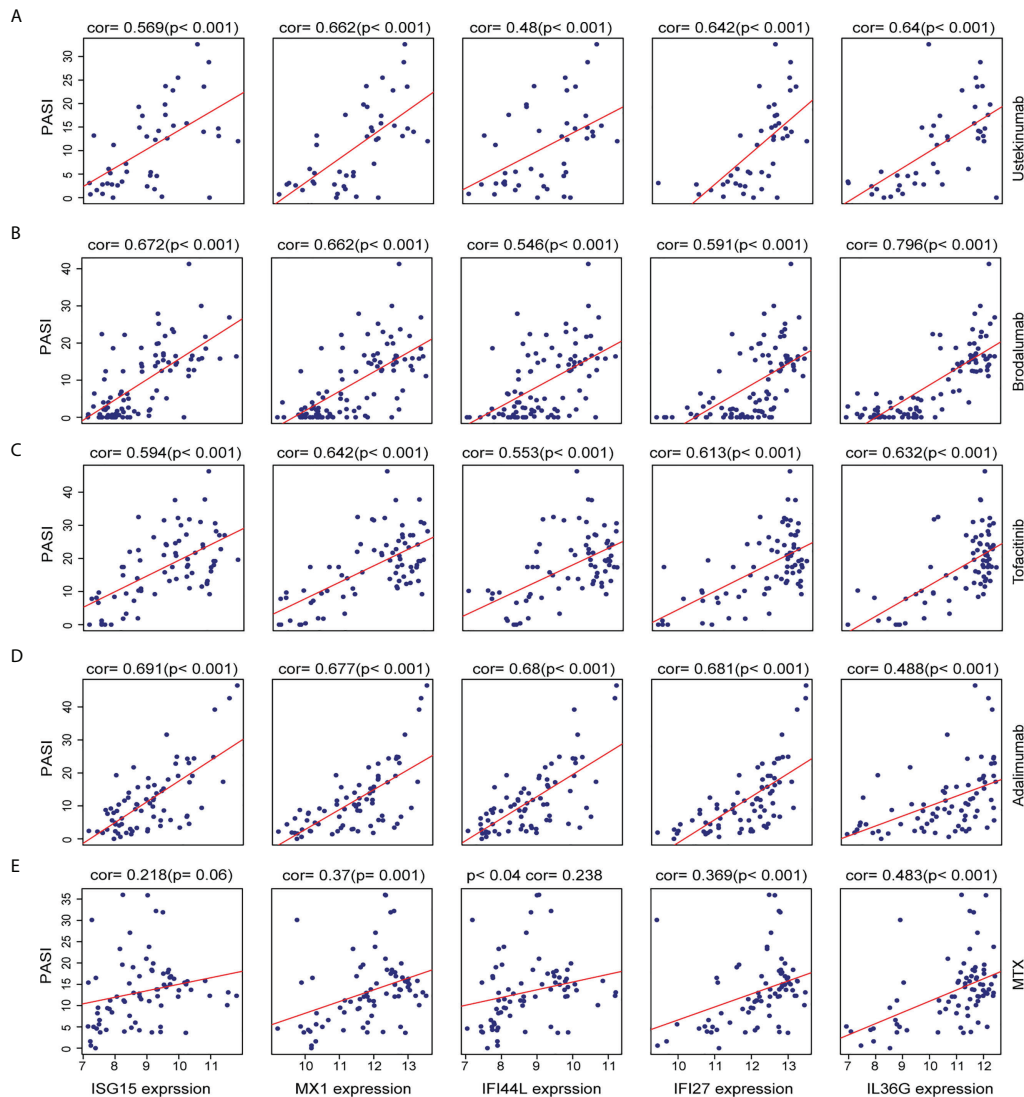 A
cor= 0.569(p< 0.001) cor= 0.662(p< 0.001) cor= 0.48(p< 0.001) cor= 0.642(p< 0.001) cor= 0.64(p< 0.001)
PASI
0 5 10 15 20 25 30
Ustekinumab
B
cor= 0.672(p< 0.001) cor= 0.662(p< 0.001) cor= 0.546(p< 0.001) cor= 0.591(p< 0.001) cor= 0.796(p< 0.001)
PASI
0 10 20 30 40
Brodalumab
C
cor= 0.594(p< 0.001) cor= 0.642(p< 0.001) cor= 0.553(p< 0.001) cor= 0.613(p< 0.001) cor= 0.632(p< 0.001)
PASI
0 10 20 30 40
Tofacitinib
D
cor= 0.691(p< 0.001) cor= 0.677(p< 0.001) cor= 0.68(p< 0.001) cor= 0.681(p< 0.001) cor= 0.488(p< 0.001)
PASI
0 10 20 30 40
Adalimumab
E
cor= 0.218(p= 0.06) cor= 0.37(p= 0.001) p< 0.04 cor= 0.238 cor= 0.369(p< 0.001) cor= 0.483(p< 0.001)
PASI
0 5 10 15 20 25 30 35
MTX
7 8 9 10 11 10 11 12 13 7 8 9 10 11 10 11 12 13 7 8 9 10 11 12
ISG15 exprssion MX1 expression IFI44L exprssion IFI27 expression IL36G expression